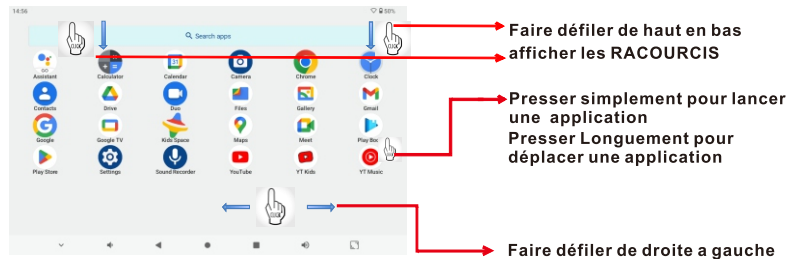 14:56
50%
Search apps
Faire défiler de haut en bas
afficher les RACOURCIS
Assistant Calculator Calendar Camera Chrome Clock
Contacts Drive Duo Files Gallery Gmail
Google Google TV Kids Space Maps Meet Play
Play Store Settings Sound Recorder YouTube YT Kids YT Music
Presser simplement pour lancer
une application
Presser Longuement pour
déplacer une application
Faire défiler de droite a gauche